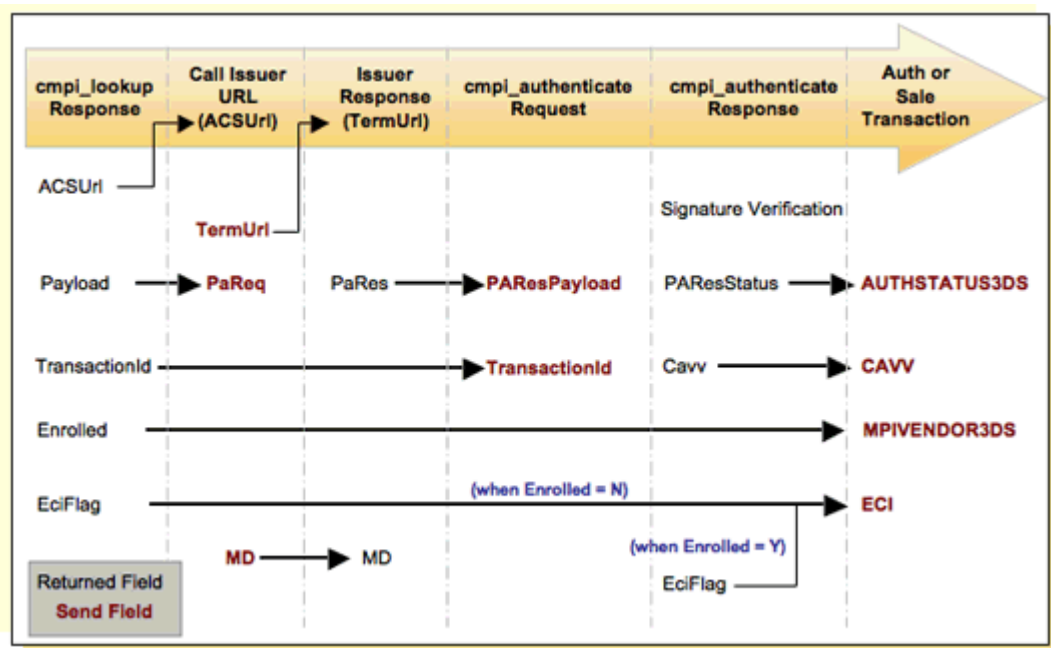 cmpi_lookup
Response
Call Issuer
URL
(ACSUrl)
Issuer
Response
(TermUrl)
cmpi_authenticate
Request
cmpi_authenticate
Response
Auth or
Sale
Transaction
ACSUrl
TermUrl
Signature Verification
Payload
PaReq
PaRes
PAResPayload
PAResStatus
AUTHSTATUS3DS
TransactionId
TransactionId
Cavv
CAVV
Enrolled
MPIVENDOR3DS
EciFlag
(when Enrolled = N)
ECI
MD
MD
(when Enrolled = Y)
EciFlag
Returned Field
Send Field